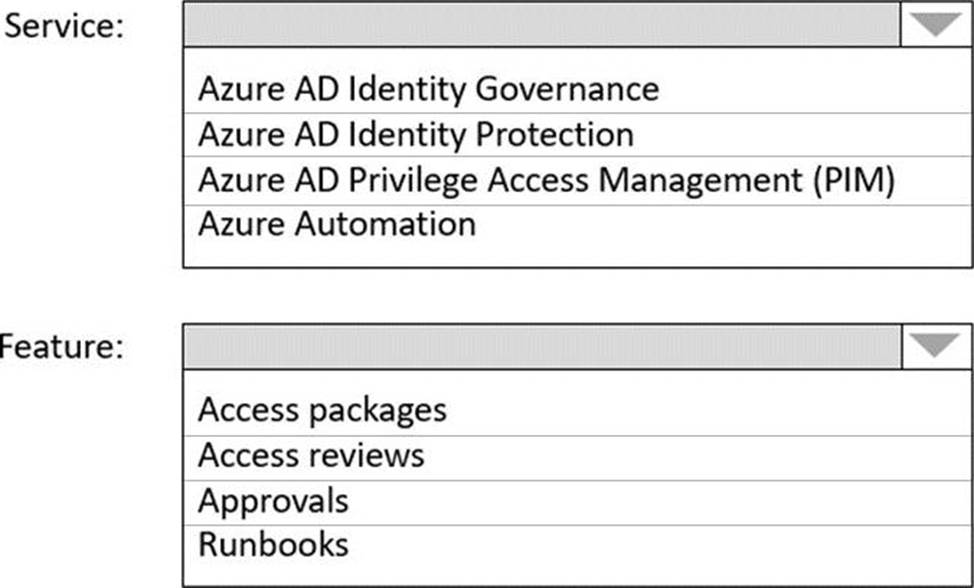 Service:
Azure AD Identity Governance
Azure AD Identity Protection
Azure AD Privilege Access Management (PIM)
Azure Automation
Feature:
Access packages
Access reviews
Approvals
Runbooks